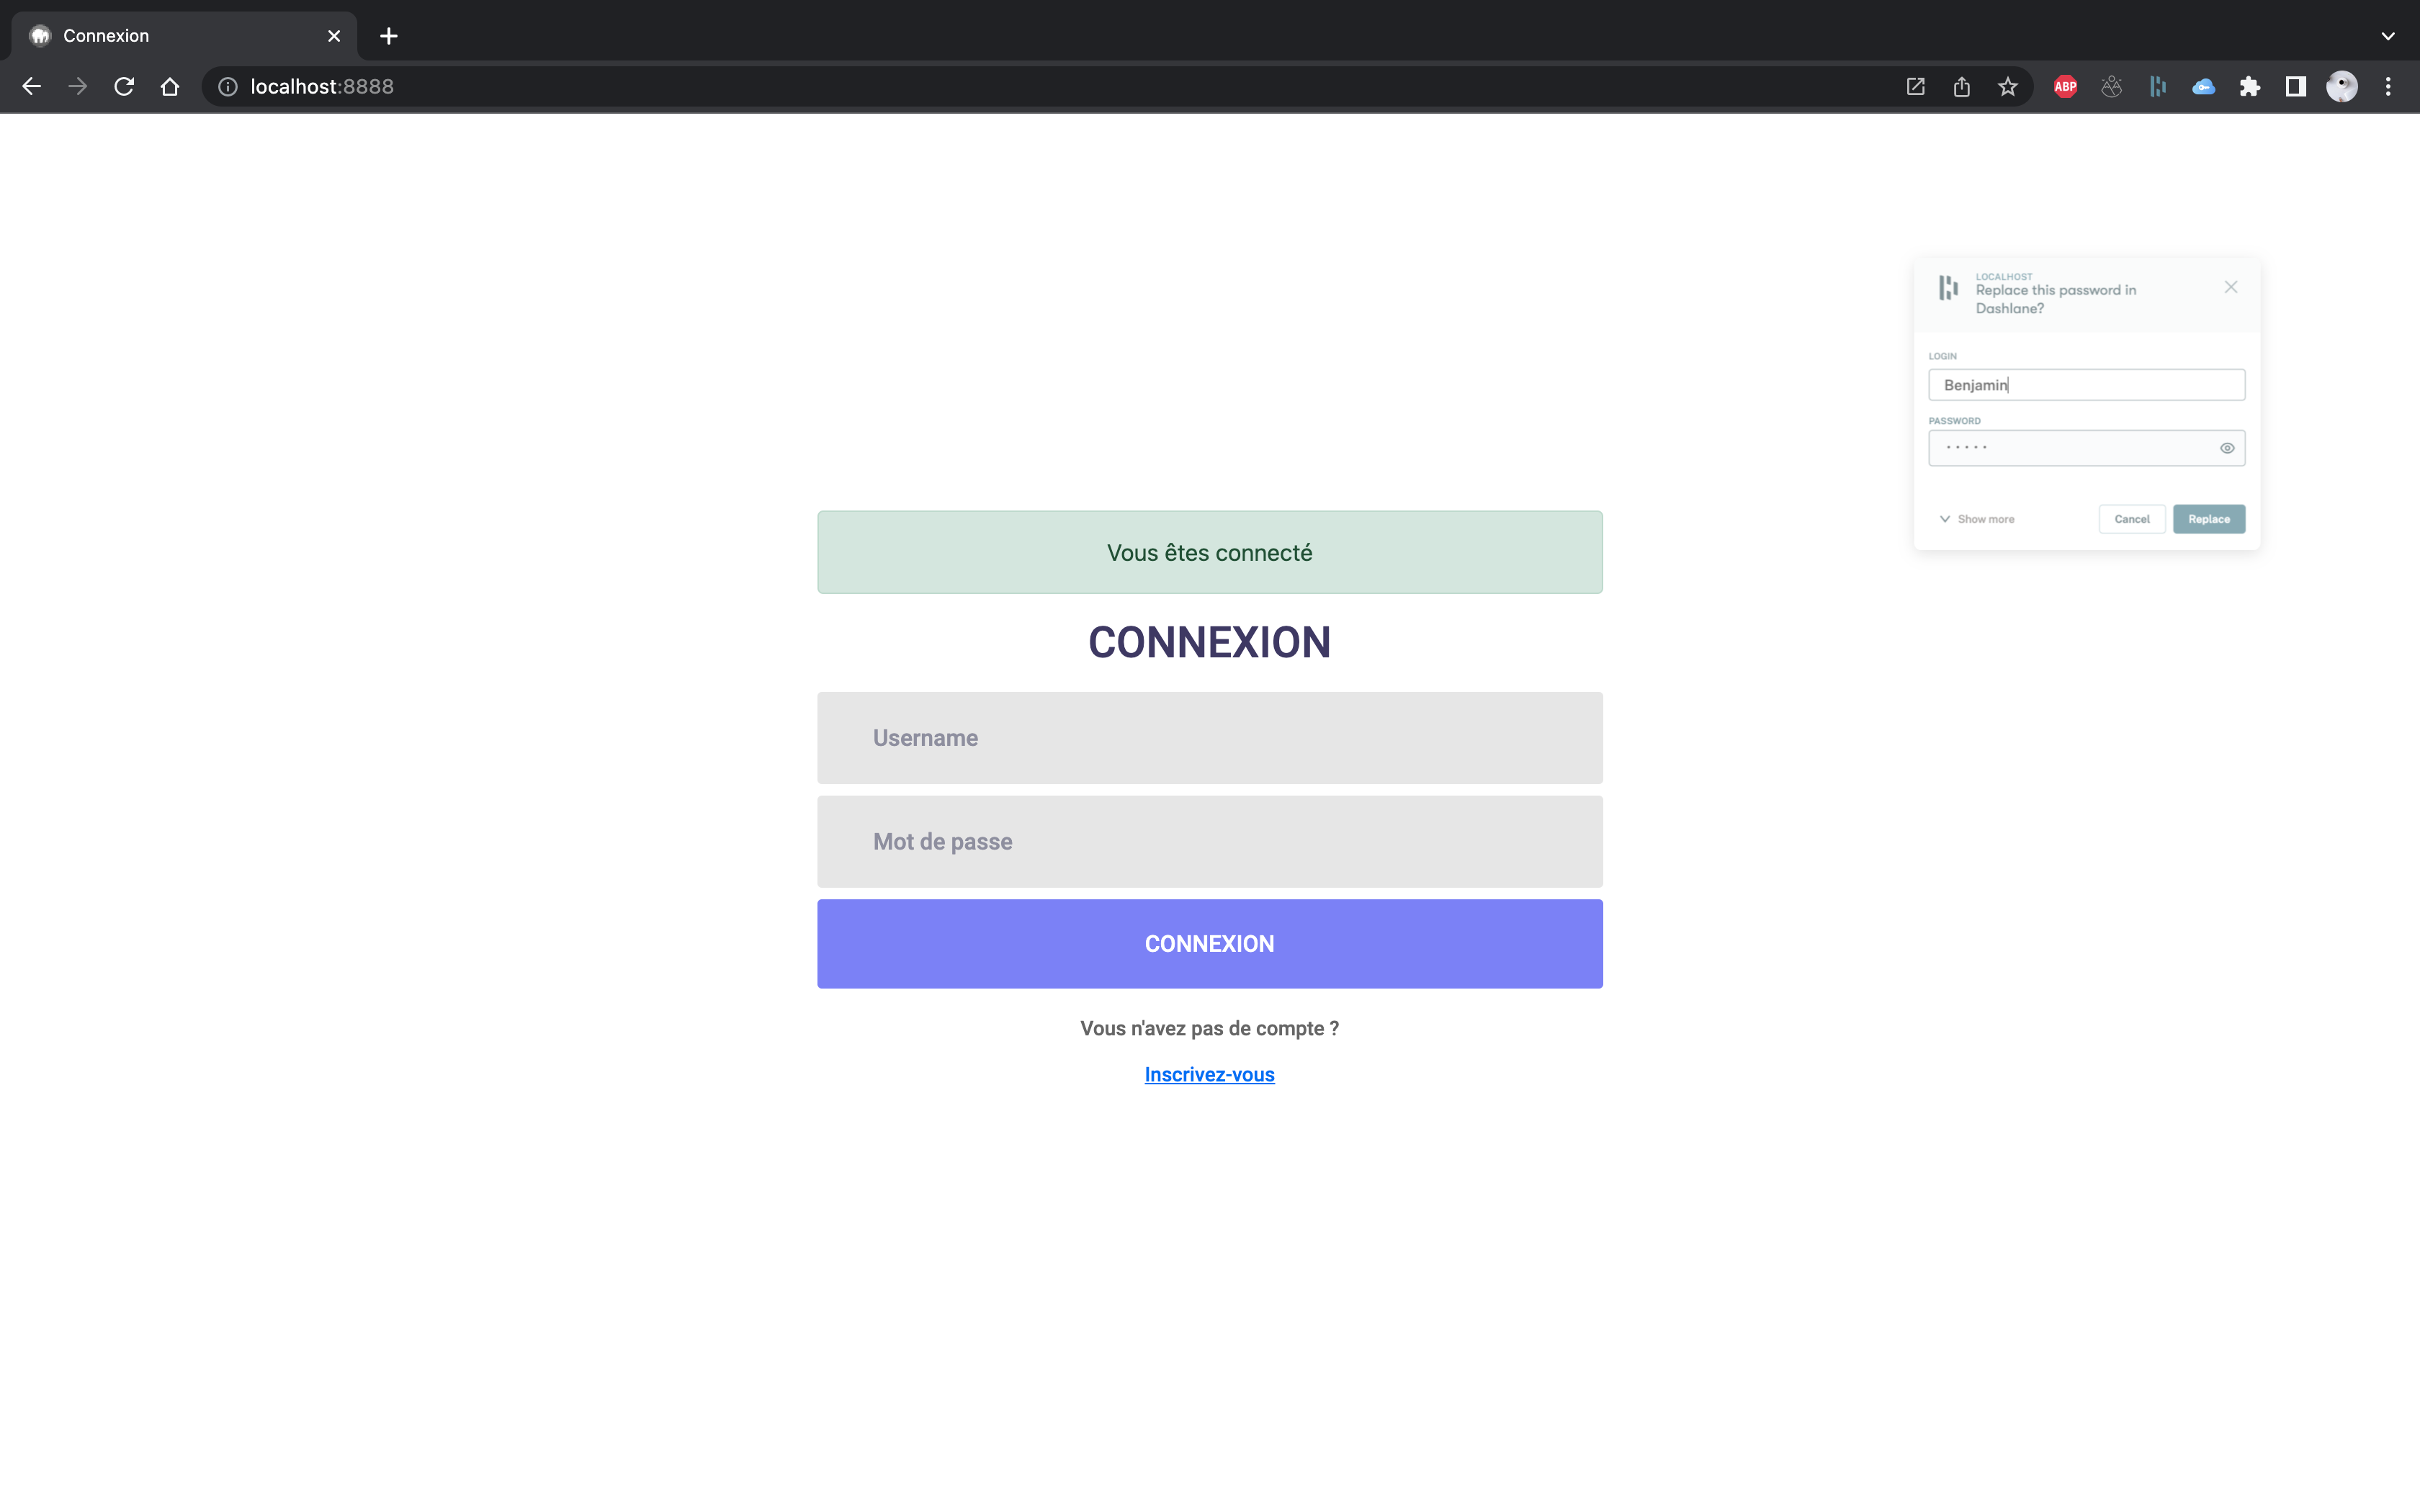 Connexion
localhost:8888
ABP
LOCALHOST
Replace this password in
Dashlane?
LOGIN
Benjamin
PASSWORD
Show more
Cancel
Replace
Vous êtes connecté
CONNEXION
Username
Mot de passe
CONNEXION
Vous n'avez pas de compte ?
Inscrivez-vous